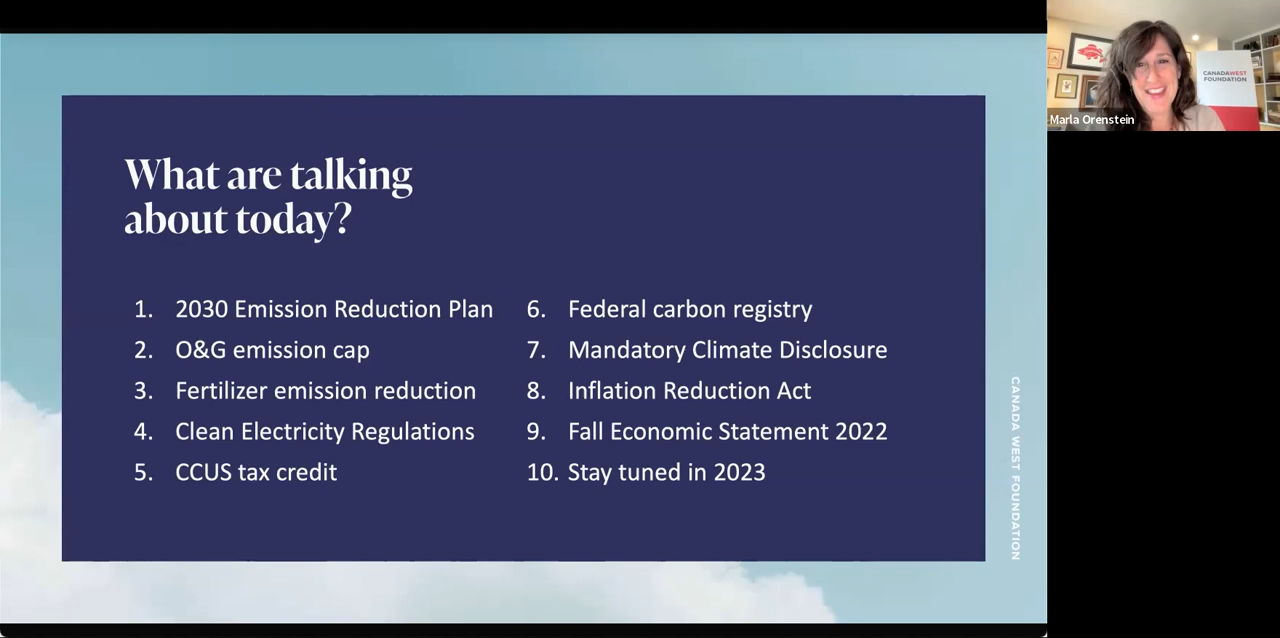 What are talking
about today?
1. 2030 Emission Reduction Plan
2. O&G emission cap
3. Fertilizer emission reduction
4. Clean Electricity Regulations
5. CCUS tax credit
6. Federal carbon registry
7. Mandatory Climate Disclosure
8. Inflation Reduction Act
9. Fall Economic Statement 2022
10. Stay tuned in 2023
CANADA WEST FOUNDATION
CANADAWEST
FOUNDATION
Marla Orenstein